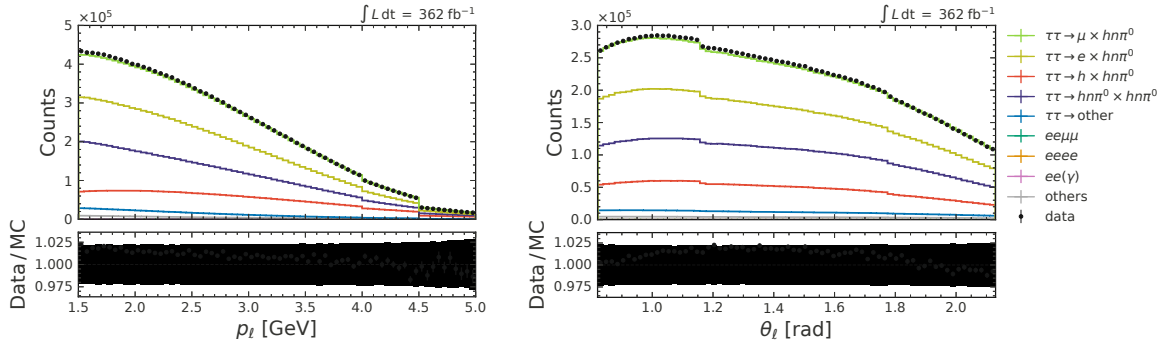 ×10⁵ ∫ L dt = 362 fb⁻¹
5
4
3
2
1
0
Counts
1.025
1.000
0.975
Data / MC
1.5 2.0 2.5 3.0 3.5 4.0 4.5 5.0
pℓ [GeV]
×10⁵ ∫ L dt = 362 fb⁻¹
3.0
2.5
2.0
1.5
1.0
0.5
0.0
Counts
1.025
1.000
0.975
Data / MC
1.0 1.2 1.4 1.6 1.8 2.0
θℓ [rad]
ττ → μ × hnπ⁰
ττ → e × hnπ⁰
ττ → h × hnπ⁰
ττ → hnπ⁰ × hnπ⁰
ττ → other
eeμμ
eeee
ee(γ)
others
data